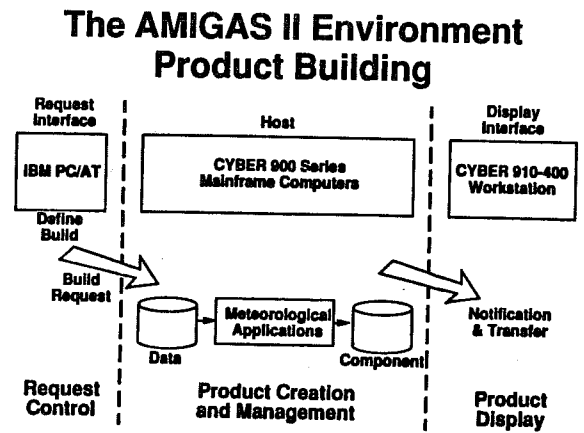 The AMIGAS II Environment
Product Building
Request
Interface
IBM PC/AT
Define
Build
Build
Request
Request
Control
Host
CYBER 900 Series
Mainframe Computers
Data
Meteorological
Applications
Component
Product Creation
and Management
Display
Interface
CYBER 910-400
Workstation
Notification
& Transfer
Product
Display